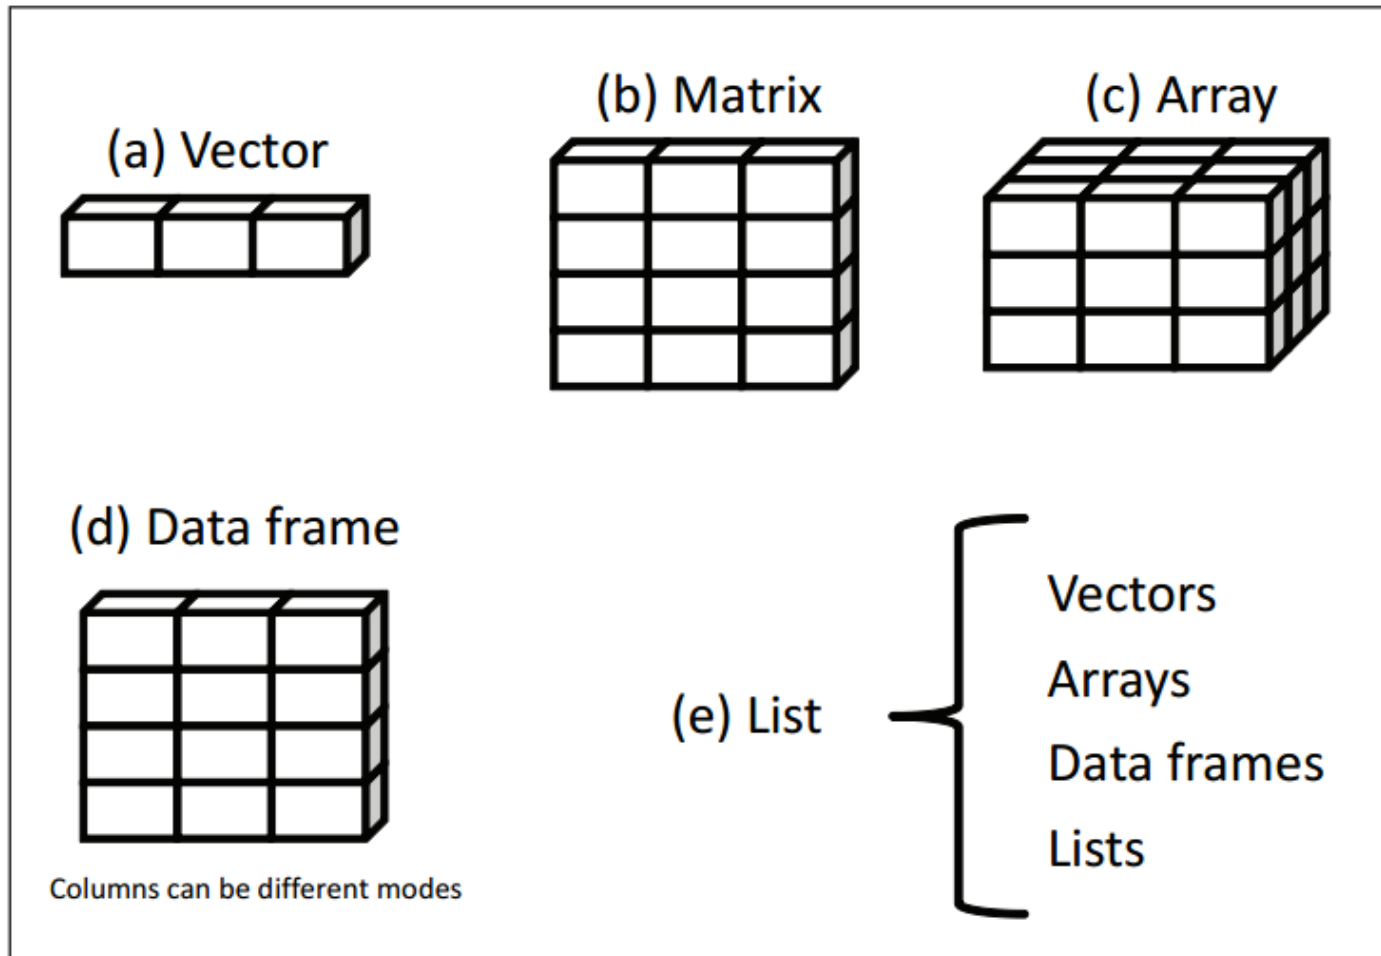 (a) Vector
(b) Matrix
(c) Array
(d) Data frame
Columns can be different modes
(e) List
Vectors
Arrays
Data frames
Lists